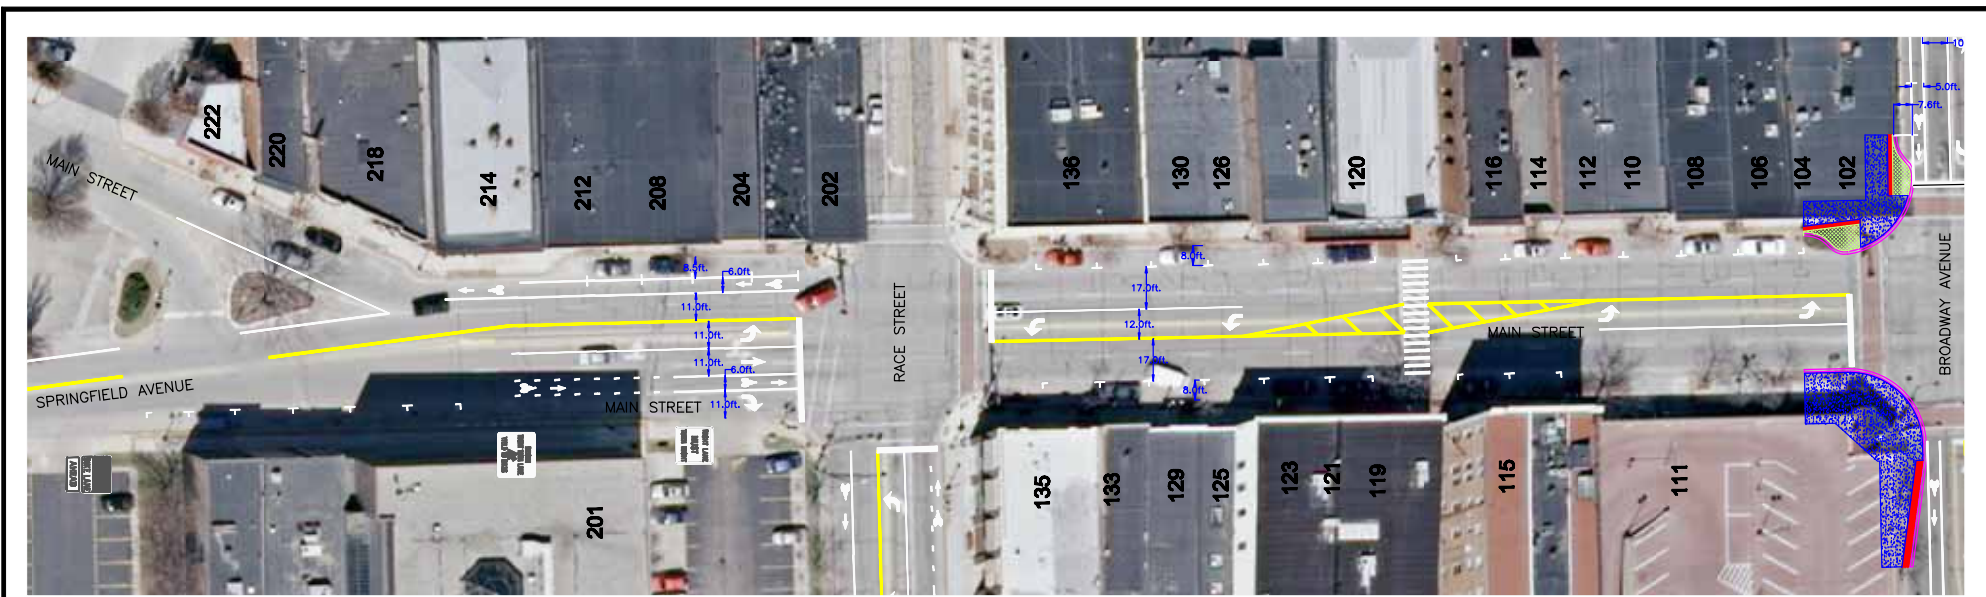 10
5.0ft.
7.6ft.
MAIN STREET
222
220
218
214
212
208
204
202
136
130
126
120
116
114
112
110
108
106
104
102
8.5ft.
6.0ft.
11.0ft.
11.0ft.
11.0ft.
6.0ft.
11.0ft.
8.0ft.
17.0ft.
12.0ft.
8.0ft.
RACE STREET
BROADWAY AVENUE
MAIN STREET
SPRINGFIELD AVENUE
MAIN STREET
201
135
133
129
125
123
121
119
115
111